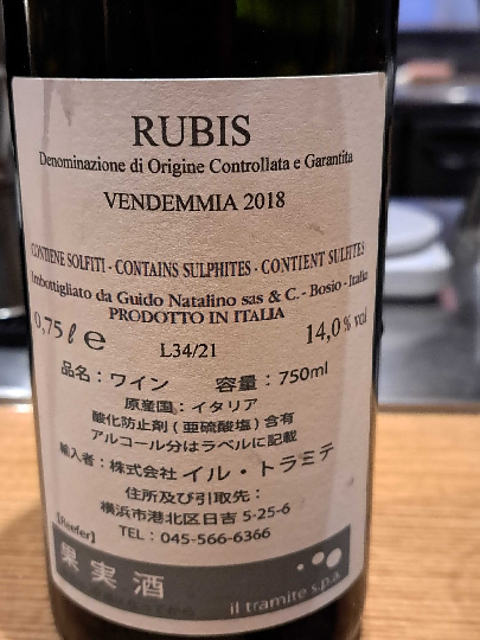 RUBIS
Denominazione di Origine Controllata e Garantita
VENDEMMIA 2018
CONTIENE SOLFITI - CONTAINS SULPHITES - CONTIENT SULFITES
Imbottigliato da Guido Natalino sas & C. - Bosio - Italia
PRODOTTO IN ITALIA
0,75 ℓ e 14,0 % vol
L34/21
品名：ワイン 容量：750ml
原産国：イタリア
酸化防止剤(亜硫酸塩)含有
アルコール分はラベルに記載
輸入者：株式会社 イル・トラミテ
住所及び引取先：
横浜市港北区日吉 5-25-6
TEL：045-566-6366
【Reefer】
果実酒
il tramite s.p.a.